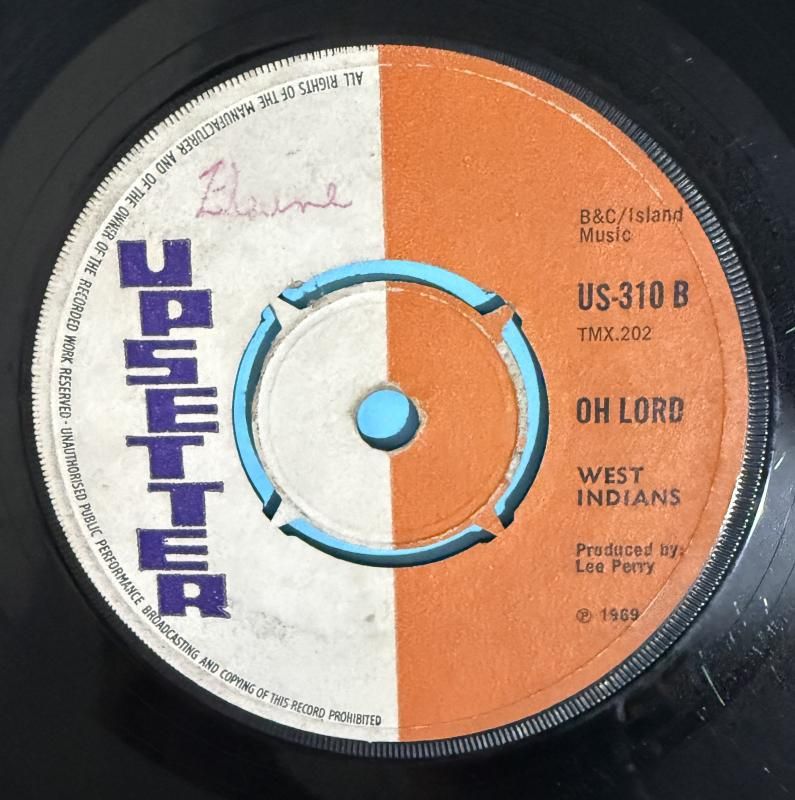 ALL RIGHTS OF THE MANUFACTURER AND OF THE OWNER OF THE RECORDED WORK RESERVED - UNAUTHORISED PUBLIC PERFORMANCE BROADCASTING AND COPYING OF THIS RECORD PROHIBITED
Elaine
UPSETTER
B&C/Island
Music
US-310 B
TMX.202
OH LORD
WEST
INDIANS
Produced by:
Lee Perry
℗ 1969